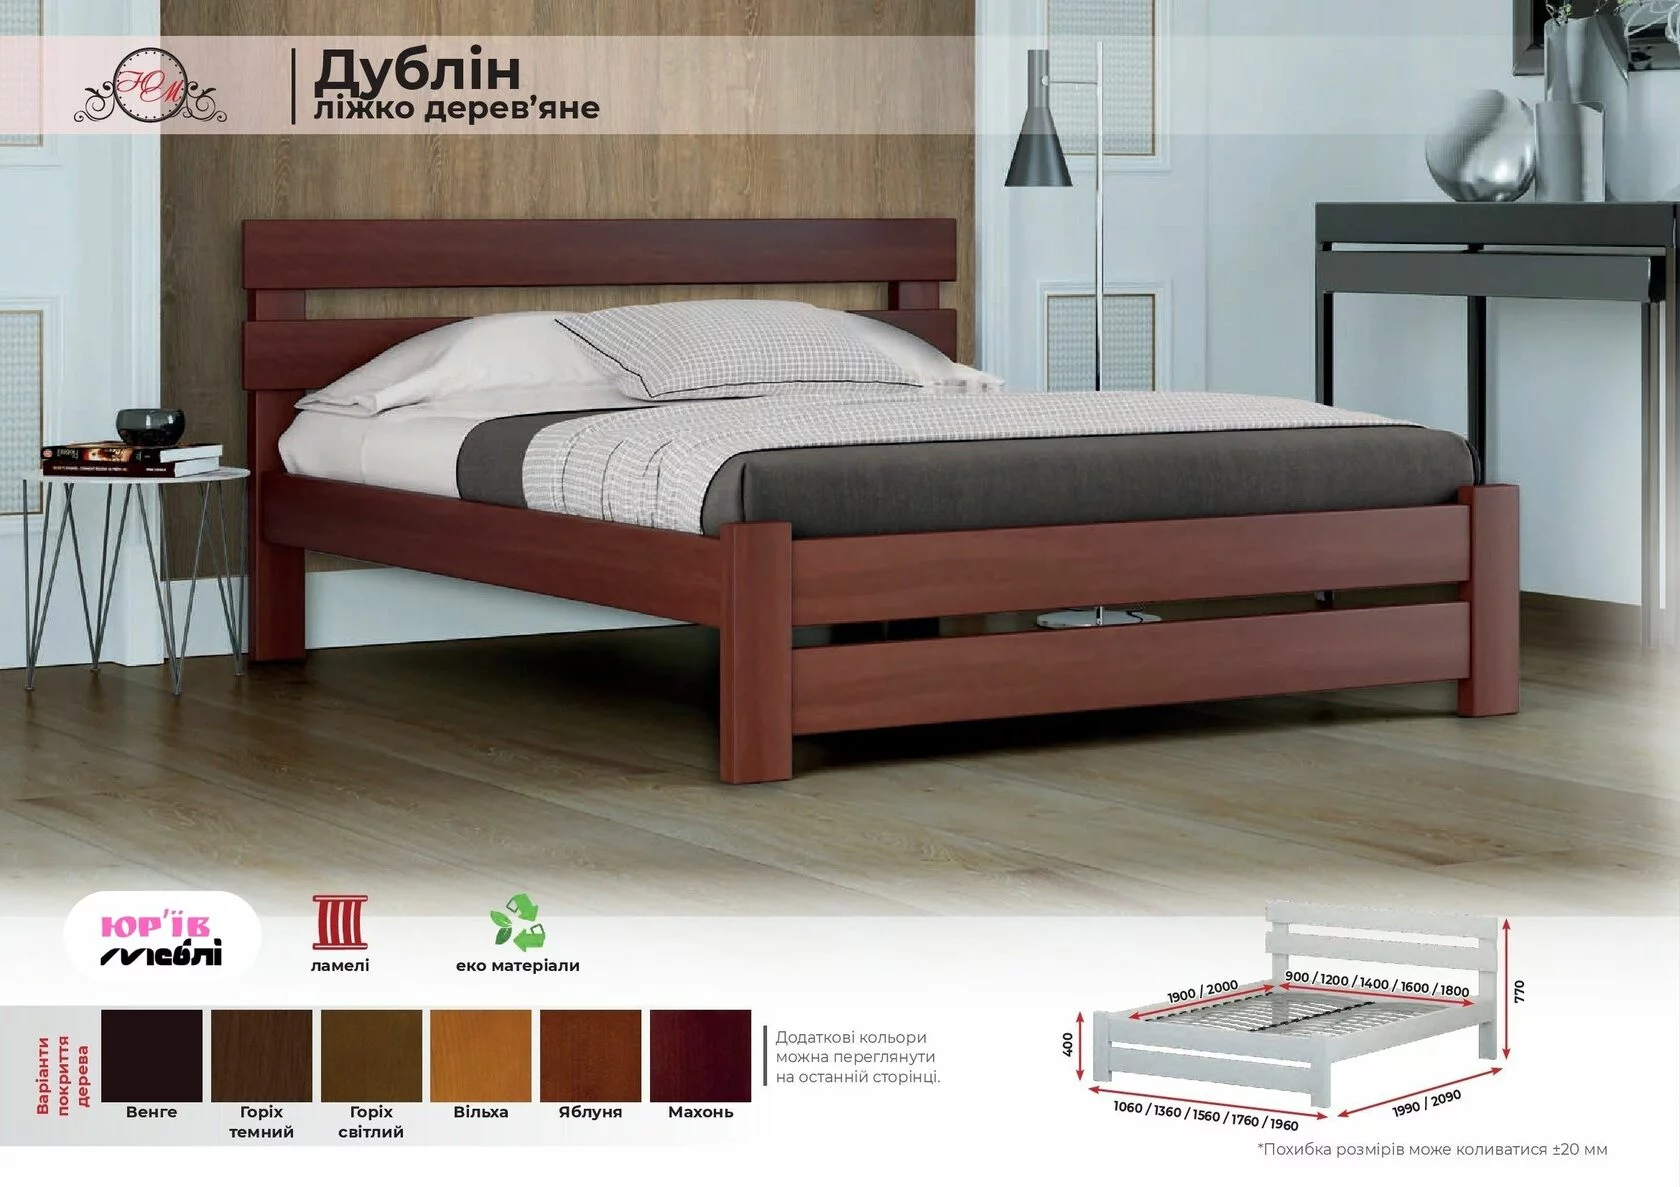 ЮМ
Дублін
ліжко дерев’яне
ЮР'ЇВ
меблі
ламелі
еко матеріали
Варіанти
покриття
дерева
Венге
Горіх
темний
Горіх
світлий
Вільха
Яблуня
Махонь
Додаткові кольори
можна переглянути
на останній сторінці.
1900 / 2000
900 / 1200 / 1400 / 1600 / 1800
770
400
1060 / 1360 / 1560 / 1760 / 1960
1990 / 2090
*Похибка розмірів може коливатися ±20 мм